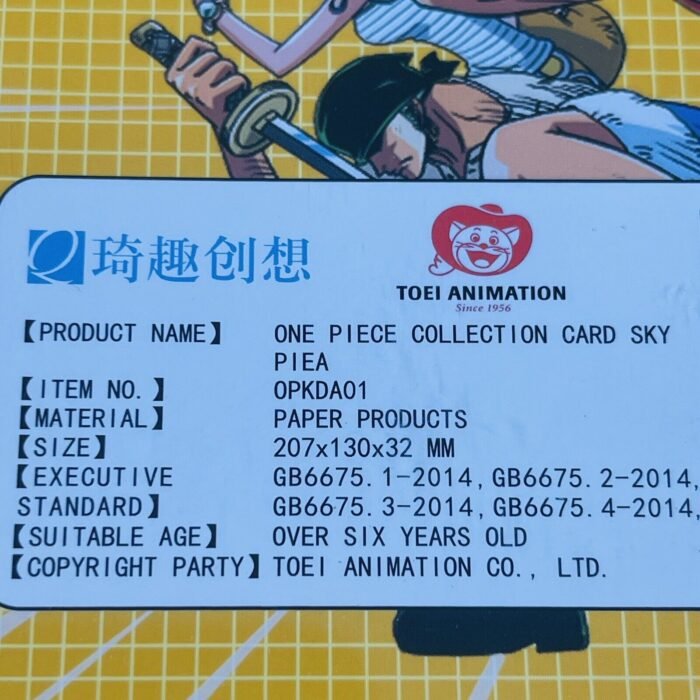 琦趣创想
TOEI ANIMATION
Since 1956
【PRODUCT NAME】 ONE PIECE COLLECTION CARD SKY
PIEA
【ITEM NO.】 OPKDA01
【MATERIAL】 PAPER PRODUCTS
【SIZE】 207x130x32 MM
【EXECUTIVE GB6675.1-2014, GB6675.2-2014,
STANDARD】 GB6675.3-2014, GB6675.4-2014,
【SUITABLE AGE】 OVER SIX YEARS OLD
【COPYRIGHT PARTY】 TOEI ANIMATION CO., LTD.